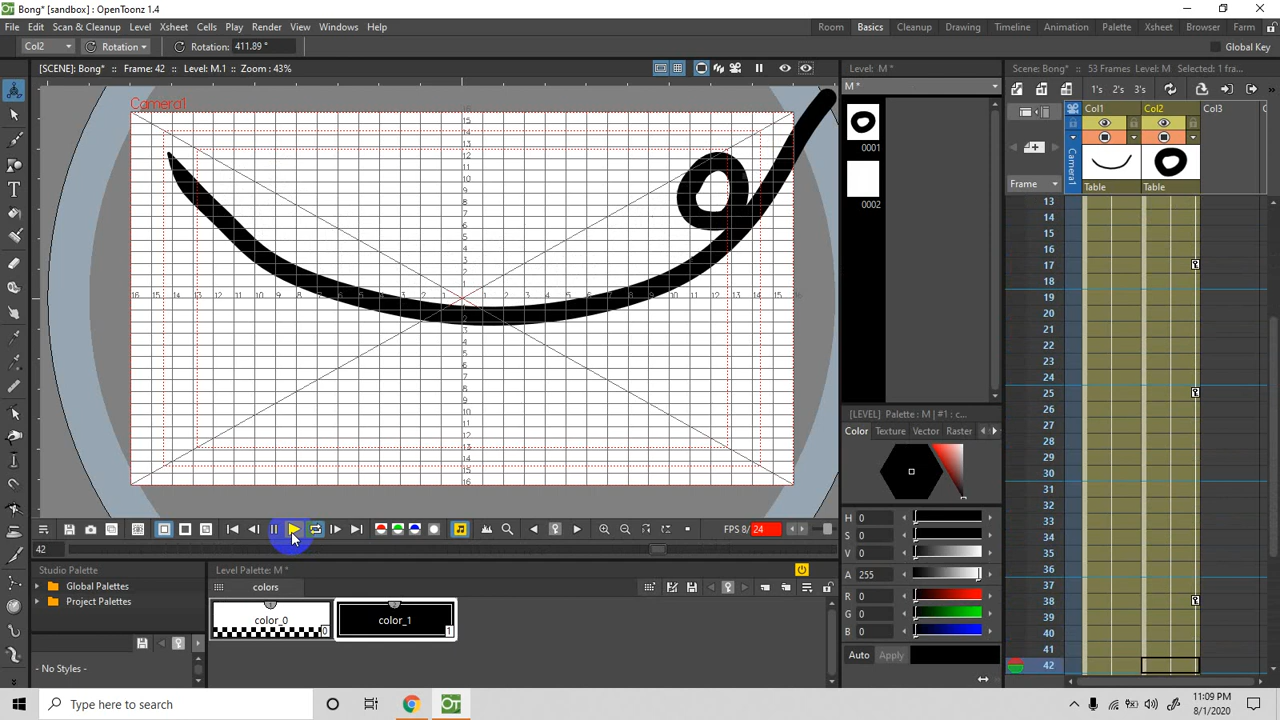 Bong* [sandbox] : OpenToonz 1.4
File Edit Scan & Cleanup Level Xsheet Cells Play Render View Windows Help
Room Basics Cleanup Drawing Timeline Animation Palette Xsheet Browser Farm
Col2 Rotation Rotation: 411.89 °
Global Key
[SCENE]: Bong* :: Frame: 42 :: Level: M.1 :: Zoom : 43%
Level: M *
Scene: Bong* :: 53 Frames Level: M Selected: 1 fra...
M *
1's 2's 3's
Camera1
Col1 Col2 Col3
0001
0002
Camera1
Frame
Table Table
13
14
15
16
17
18
19
20
21
22
23
24
25
26
27
28
29
30
31
32
33
34
35
36
37
38
39
40
41
42
[LEVEL] Palette : M | #1 : c...
Color Texture Vector Raster
H 0
S 0
V 0
A 255
R 0
G 0
B 0
Auto Apply
FPS 8/ 24
42
Studio Palette
Global Palettes
Project Palettes
- No Styles -
Level Palette: M *
colors
color_0 0
color_1 1
Type here to search
11:09 PM
8/1/2020